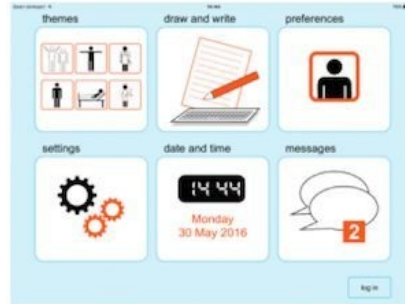 themes draw and write preferences
settings date and time messages
14 44
Monday
30 May 2016
2
log in